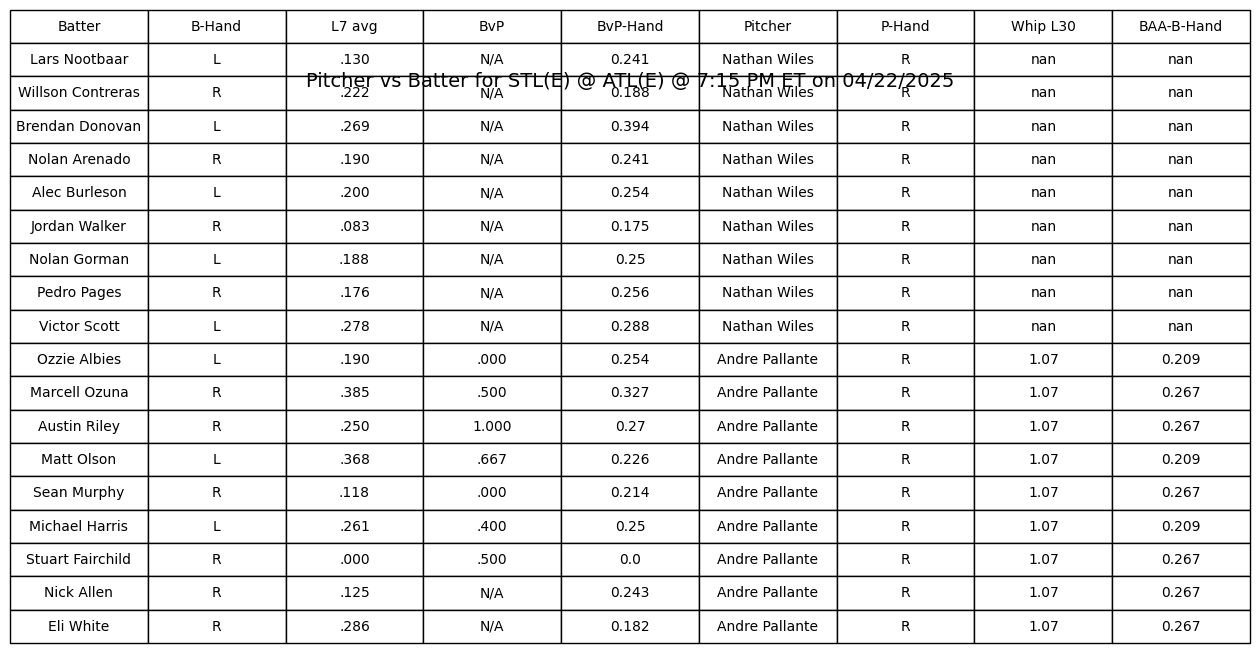 Batter B-Hand L7 avg BvP BvP-Hand Pitcher P-Hand Whip L30 BAA-B-Hand
Lars Nootbaar L .130 N/A 0.241 Nathan Wiles R nan nan
Pitcher vs Batter for STL(E) @ ATL(E) @ 7:15 PM ET on 04/22/2025
Willson Contreras R .222 N/A 0.188 Nathan Wiles R nan nan
Brendan Donovan L .269 N/A 0.394 Nathan Wiles R nan nan
Nolan Arenado R .190 N/A 0.241 Nathan Wiles R nan nan
Alec Burleson L .200 N/A 0.254 Nathan Wiles R nan nan
Jordan Walker R .083 N/A 0.175 Nathan Wiles R nan nan
Nolan Gorman L .188 N/A 0.25 Nathan Wiles R nan nan
Pedro Pages R .176 N/A 0.256 Nathan Wiles R nan nan
Victor Scott L .278 N/A 0.288 Nathan Wiles R nan nan
Ozzie Albies L .190 .000 0.254 Andre Pallante R 1.07 0.209
Marcell Ozuna R .385 .500 0.327 Andre Pallante R 1.07 0.267
Austin Riley R .250 1.000 0.27 Andre Pallante R 1.07 0.267
Matt Olson L .368 .667 0.226 Andre Pallante R 1.07 0.209
Sean Murphy R .118 .000 0.214 Andre Pallante R 1.07 0.267
Michael Harris L .261 .400 0.25 Andre Pallante R 1.07 0.209
Stuart Fairchild R .000 .500 0.0 Andre Pallante R 1.07 0.267
Nick Allen R .125 N/A 0.243 Andre Pallante R 1.07 0.267
Eli White R .286 N/A 0.182 Andre Pallante R 1.07 0.267